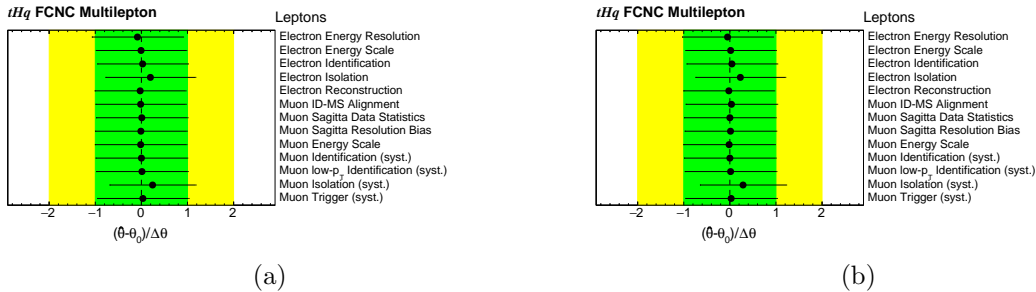 tHq FCNC Multilepton
Leptons
Electron Energy Resolution
Electron Energy Scale
Electron Identification
Electron Isolation
Electron Reconstruction
Muon ID-MS Alignment
Muon Sagitta Data Statistics
Muon Sagitta Resolution Bias
Muon Energy Scale
Muon Identification (syst.)
Muon low-p_T Identification (syst.)
Muon Isolation (syst.)
Muon Trigger (syst.)
−2 −1 0 1 2
(θ̂-θ₀)/Δθ
(a)
tHq FCNC Multilepton
Leptons
Electron Energy Resolution
Electron Energy Scale
Electron Identification
Electron Isolation
Electron Reconstruction
Muon ID-MS Alignment
Muon Sagitta Data Statistics
Muon Sagitta Resolution Bias
Muon Energy Scale
Muon Identification (syst.)
Muon low-p_T Identification (syst.)
Muon Isolation (syst.)
Muon Trigger (syst.)
−2 −1 0 1 2
(θ̂-θ₀)/Δθ
(b)